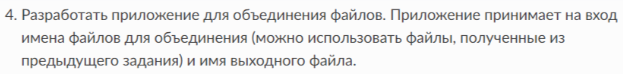 4. Разработать приложение для объединения файлов. Приложение принимает на вход
имена файлов для объединения (можно использовать файлы, полученные из
предыдущего задания) и имя выходного файла.